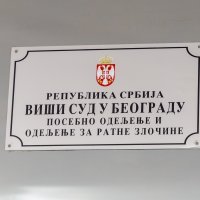 РЕПУБЛИКА СРБИЈА
ВИШИ СУД У БЕОГРАДУ
ПОСЕБНО ОДЕЉЕЊЕ И
ОДЕЉЕЊЕ ЗА РАТНЕ ЗЛОЧИНЕ